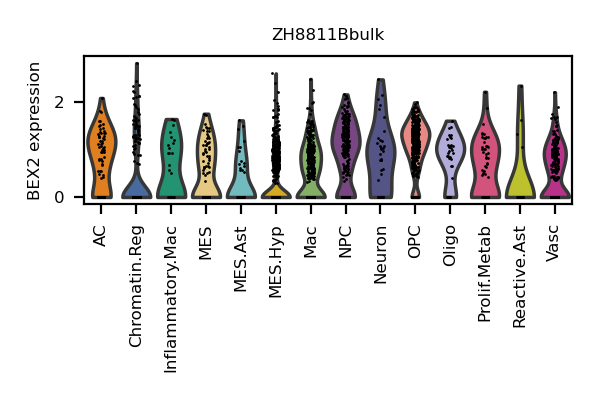 ZH8811Bbulk
BEX2 expression
2
0
AC
Chromatin.Reg
Inflammatory.Mac
MES
MES.Ast
MES.Hyp
Mac
NPC
Neuron
OPC
Oligo
Prolif.Metab
Reactive.Ast
Vasc